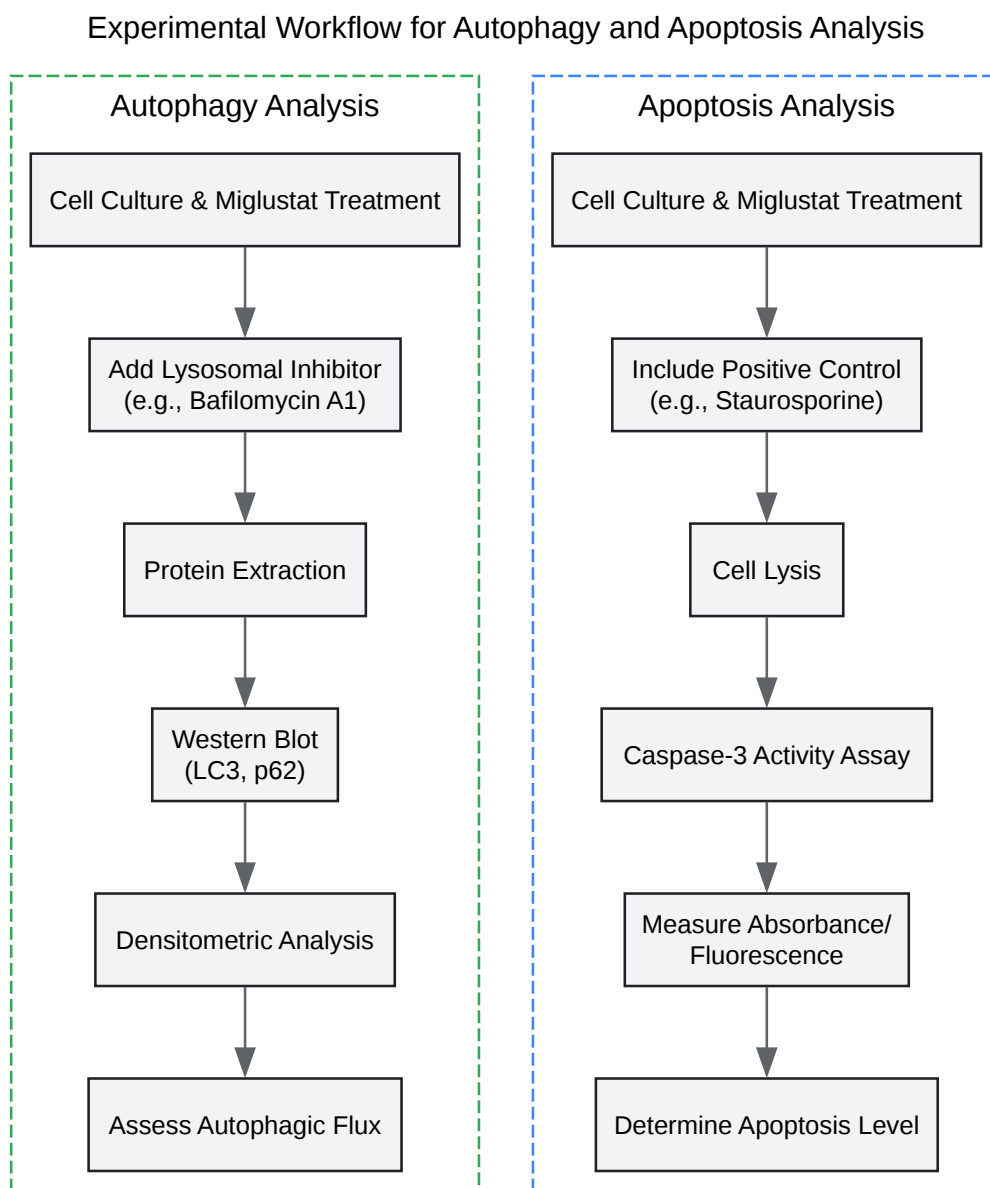 Experimental Workflow for Autophagy and Apoptosis Analysis
Autophagy Analysis
Cell Culture & Miglustat Treatment
Add Lysosomal Inhibitor
(e.g., Bafilomycin A1)
Protein Extraction
Western Blot
(LC3, p62)
Densitometric Analysis
Assess Autophagic Flux
Apoptosis Analysis
Cell Culture & Miglustat Treatment
Include Positive Control
(e.g., Staurosporine)
Cell Lysis
Caspase-3 Activity Assay
Measure Absorbance/
Fluorescence
Determine Apoptosis Level